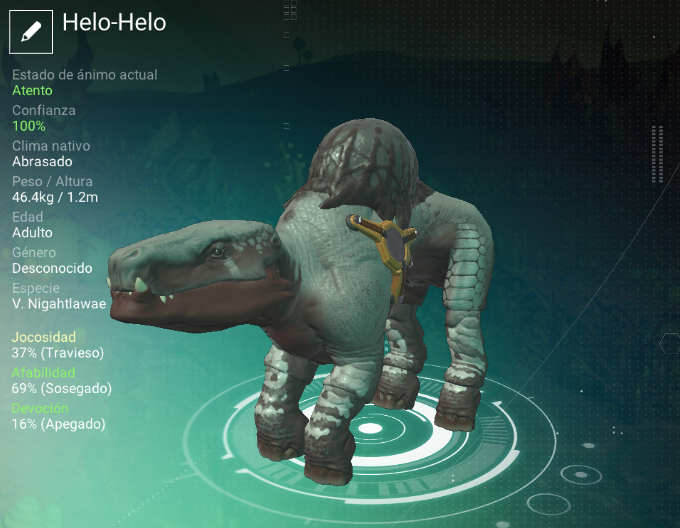 Helo-Helo
Estado de ánimo actual
Atento
Confianza
100%
Clima nativo
Abrasado
Peso / Altura
46.4kg / 1.2m
Edad
Adulto
Género
Desconocido
Especie
V. Nigahtlawae
Jocosidad
37% (Travieso)
Afabilidad
69% (Sosegado)
Devoción
16% (Apegado)